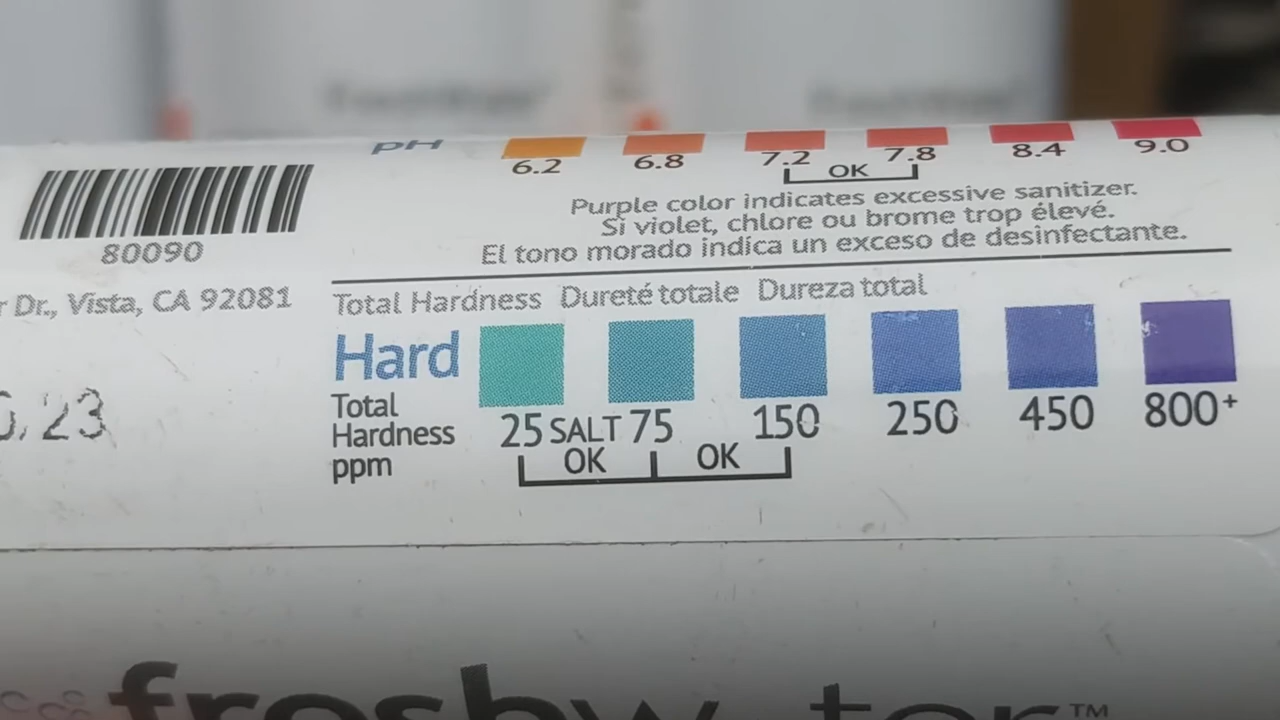 pH
6.2 6.8 7.2 7.8 8.4 9.0
OK
Purple color indicates excessive sanitizer.
Si violet, chlore ou brome trop élevé.
El tono morado indica un exceso de desinfectante.
80090
r Dr., Vista, CA 92081
Total Hardness Dureté totale Dureza total
Hard
Total
Hardness
ppm
25 SALT 75 150 250 450 800+
OK OK
23